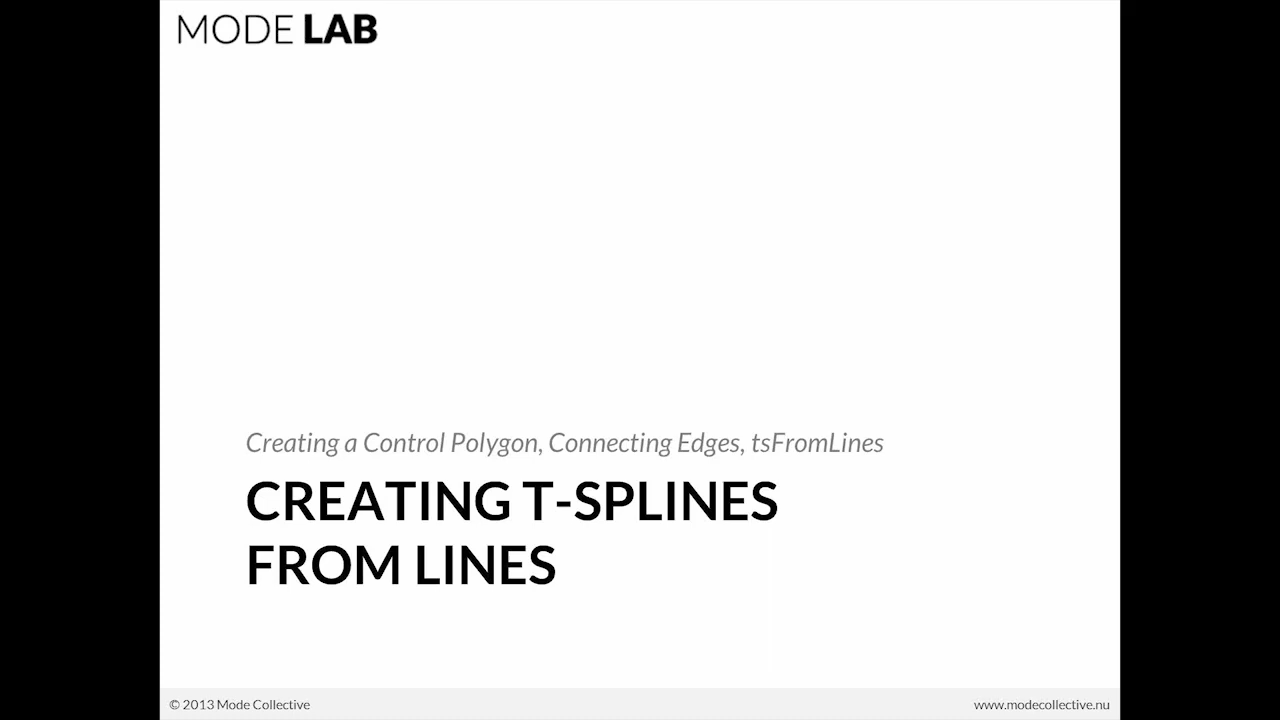 MODE LAB
Creating a Control Polygon, Connecting Edges, tsFromLines
CREATING T-SPLINES
FROM LINES
© 2013 Mode Collective
www.modecollective.nu